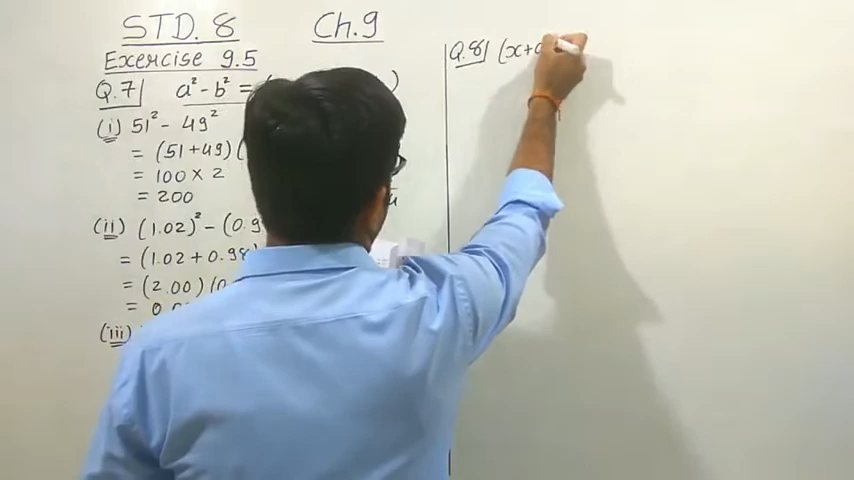 STD. 8 Ch.9
Exercise 9.5
Q.7 a² - b² =
(i) 51² - 49²
= (51+49)(
= 100 × 2
= 200
(ii) (1.02)² - (0.9
= (1.02 + 0.98)
= (2.00) (0
= 0.0
(iii)
Q.8 (x+